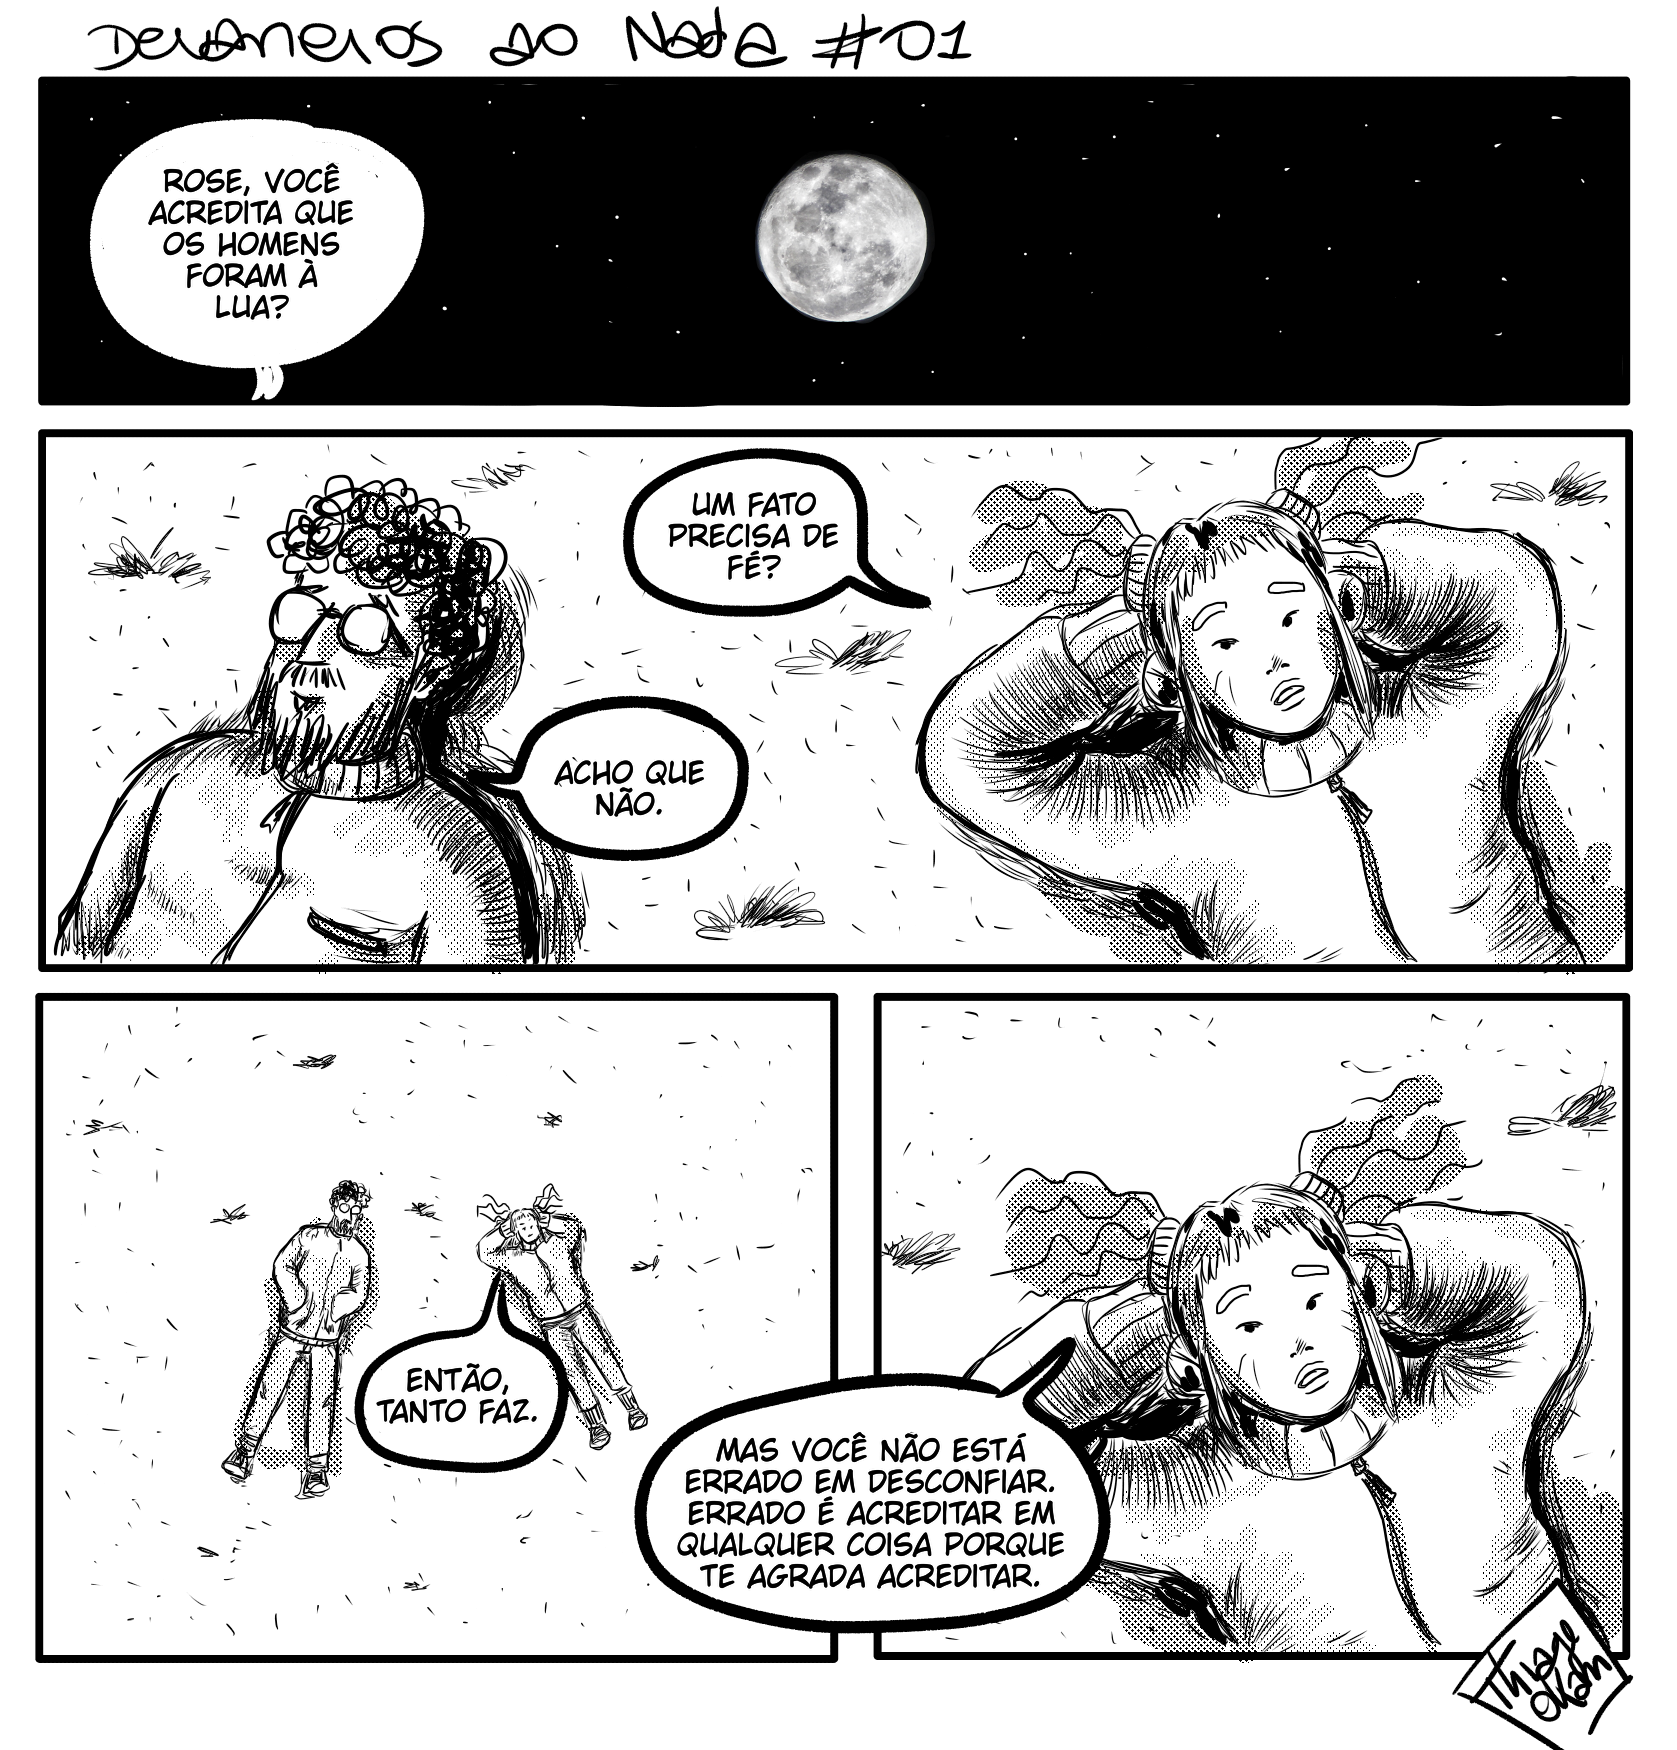 Devaneios ao Nada #01
ROSE, VOCÊ
ACREDITA QUE
OS HOMENS
FORAM À
LUA?
UM FATO
PRECISA DE
FÉ?
ACHO QUE
NÃO.
ENTÃO,
TANTO FAZ.
MAS VOCÊ NÃO ESTÁ
ERRADO EM DESCONFIAR.
ERRADO É ACREDITAR EM
QUALQUER COISA PORQUE
TE AGRADA ACREDITAR.